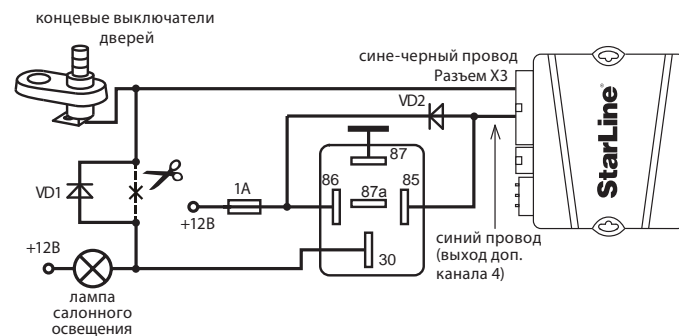 концевые выключатели
дверей
сине-черный провод
Разъем X3
VD2
StarLine
87
1А
86
87а
85
VD1
+12В
30
синий провод
(выход доп.
канала 4)
+12В
лампа
салонного
освещения